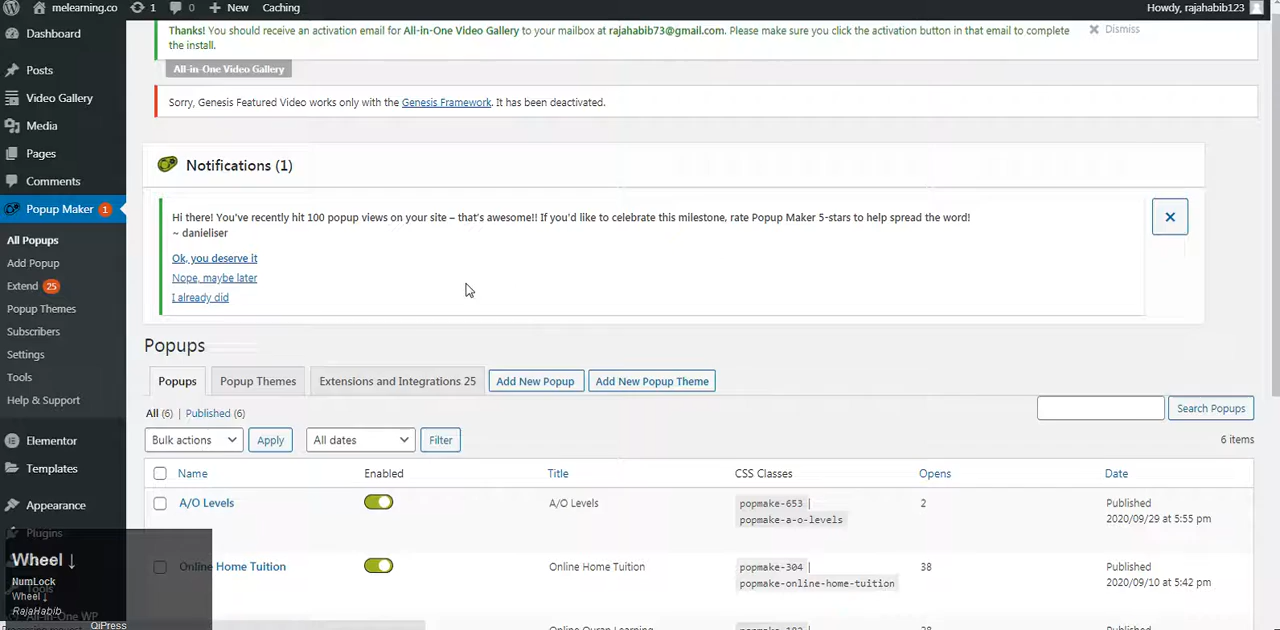 melearning.co 1 0 New Caching Howdy, rajahabib123
Dashboard
Posts
Video Gallery
Media
Pages
Comments
Popup Maker 1
All Popups
Add Popup
Extend 25
Popup Themes
Subscribers
Settings
Tools
Help & Support
Elementor
Templates
Appearance
Plugins
Tools
All-in-One WP
Wheel ↓
NumLock
Wheel ↓
RajaHabib
QiPress
Thanks! You should receive an activation email for All-in-One Video Gallery to your mailbox at rajahabib73@gmail.com. Please make sure you click the activation button in that email to complete
the install.
Dismiss
All-in-One Video Gallery
Sorry, Genesis Featured Video works only with the Genesis Framework. It has been deactivated.
Notifications (1)
Hi there! You've recently hit 100 popup views on your site – that's awesome!! If you'd like to celebrate this milestone, rate Popup Maker 5-stars to help spread the word!
~ danieliser
Ok, you deserve it
Nope, maybe later
I already did
Popups
Popups Popup Themes Extensions and Integrations 25 Add New Popup Add New Popup Theme
All (6) | Published (6)
Search Popups
Bulk actions Apply All dates Filter
6 items
Name Enabled Title CSS Classes Opens Date
A/O Levels A/O Levels popmake-653 | 2 Published
popmake-a-o-levels 2020/09/29 at 5:55 pm
Online Home Tuition Online Home Tuition popmake-304 | 38 Published
popmake-online-home-tuition 2020/09/10 at 5:42 pm